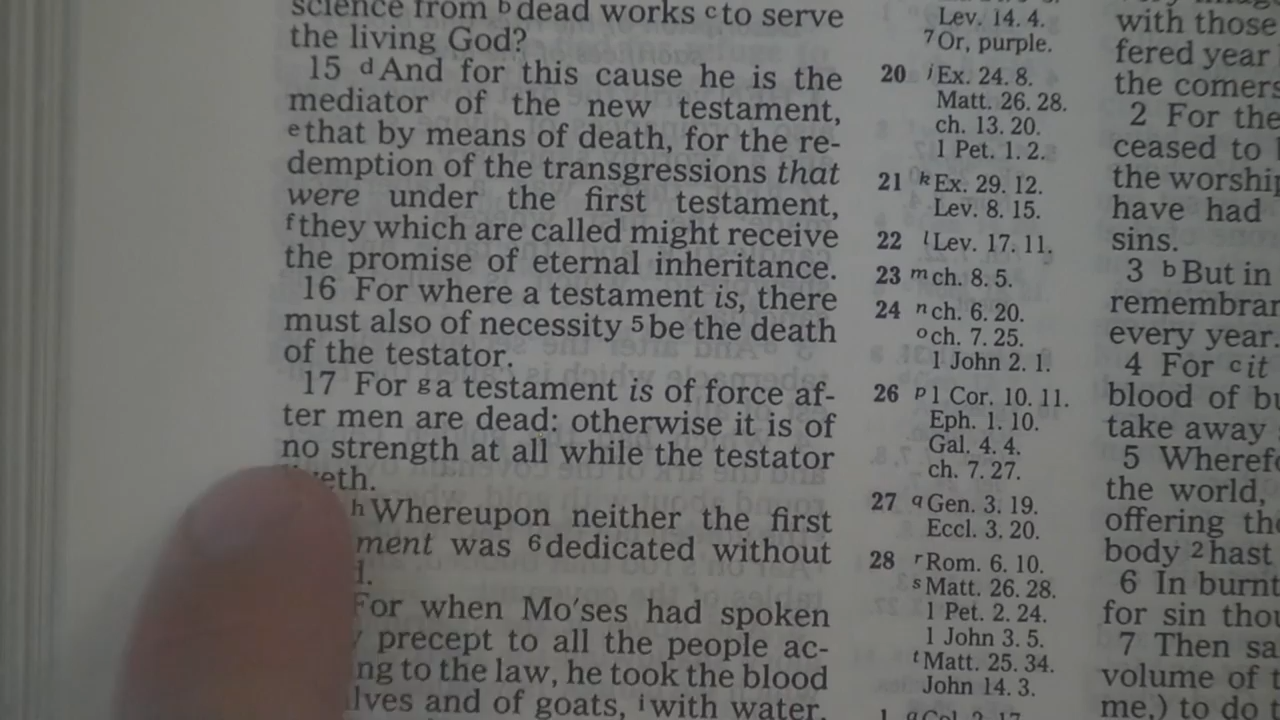 science from b dead works c to serve
the living God?
15 d And for this cause he is the
mediator of the new testament,
e that by means of death, for the re-
demption of the transgressions that
were under the first testament,
f they which are called might receive
the promise of eternal inheritance.
16 For where a testament is, there
must also of necessity 5 be the death
of the testator.
17 For g a testament is of force af-
ter men are dead: otherwise it is of
no strength at all while the testator
liveth.
h Whereupon neither the first
ment was 6 dedicated without
d.
For when Mo'ses had spoken
y precept to all the people ac-
ng to the law, he took the blood
lves and of goats, i with water,
Lev. 14. 4.
7 Or, purple.
20 j Ex. 24. 8.
Matt. 26. 28.
ch. 13. 20.
1 Pet. 1. 2.
21 k Ex. 29. 12.
Lev. 8. 15.
22 l Lev. 17. 11.
23 m ch. 8. 5.
24 n ch. 6. 20.
o ch. 7. 25.
1 John 2. 1.
26 p 1 Cor. 10. 11.
Eph. 1. 10.
Gal. 4. 4.
ch. 7. 27.
27 q Gen. 3. 19.
Eccl. 3. 20.
28 r Rom. 6. 10.
s Matt. 26. 28.
1 Pet. 2. 24.
1 John 3. 5.
t Matt. 25. 34.
John 14. 3.
1 a Col. 2. 17.
with those
fered year
the comers
2 For the
ceased to
the worship
have had
sins.
3 b But in
remembran
every year.
4 For c it
blood of bu
take away
5 Wherefo
the world,
offering the
body 2 hast
6 In burnt
for sin thou
7 Then sa
volume of t
me,) to do t